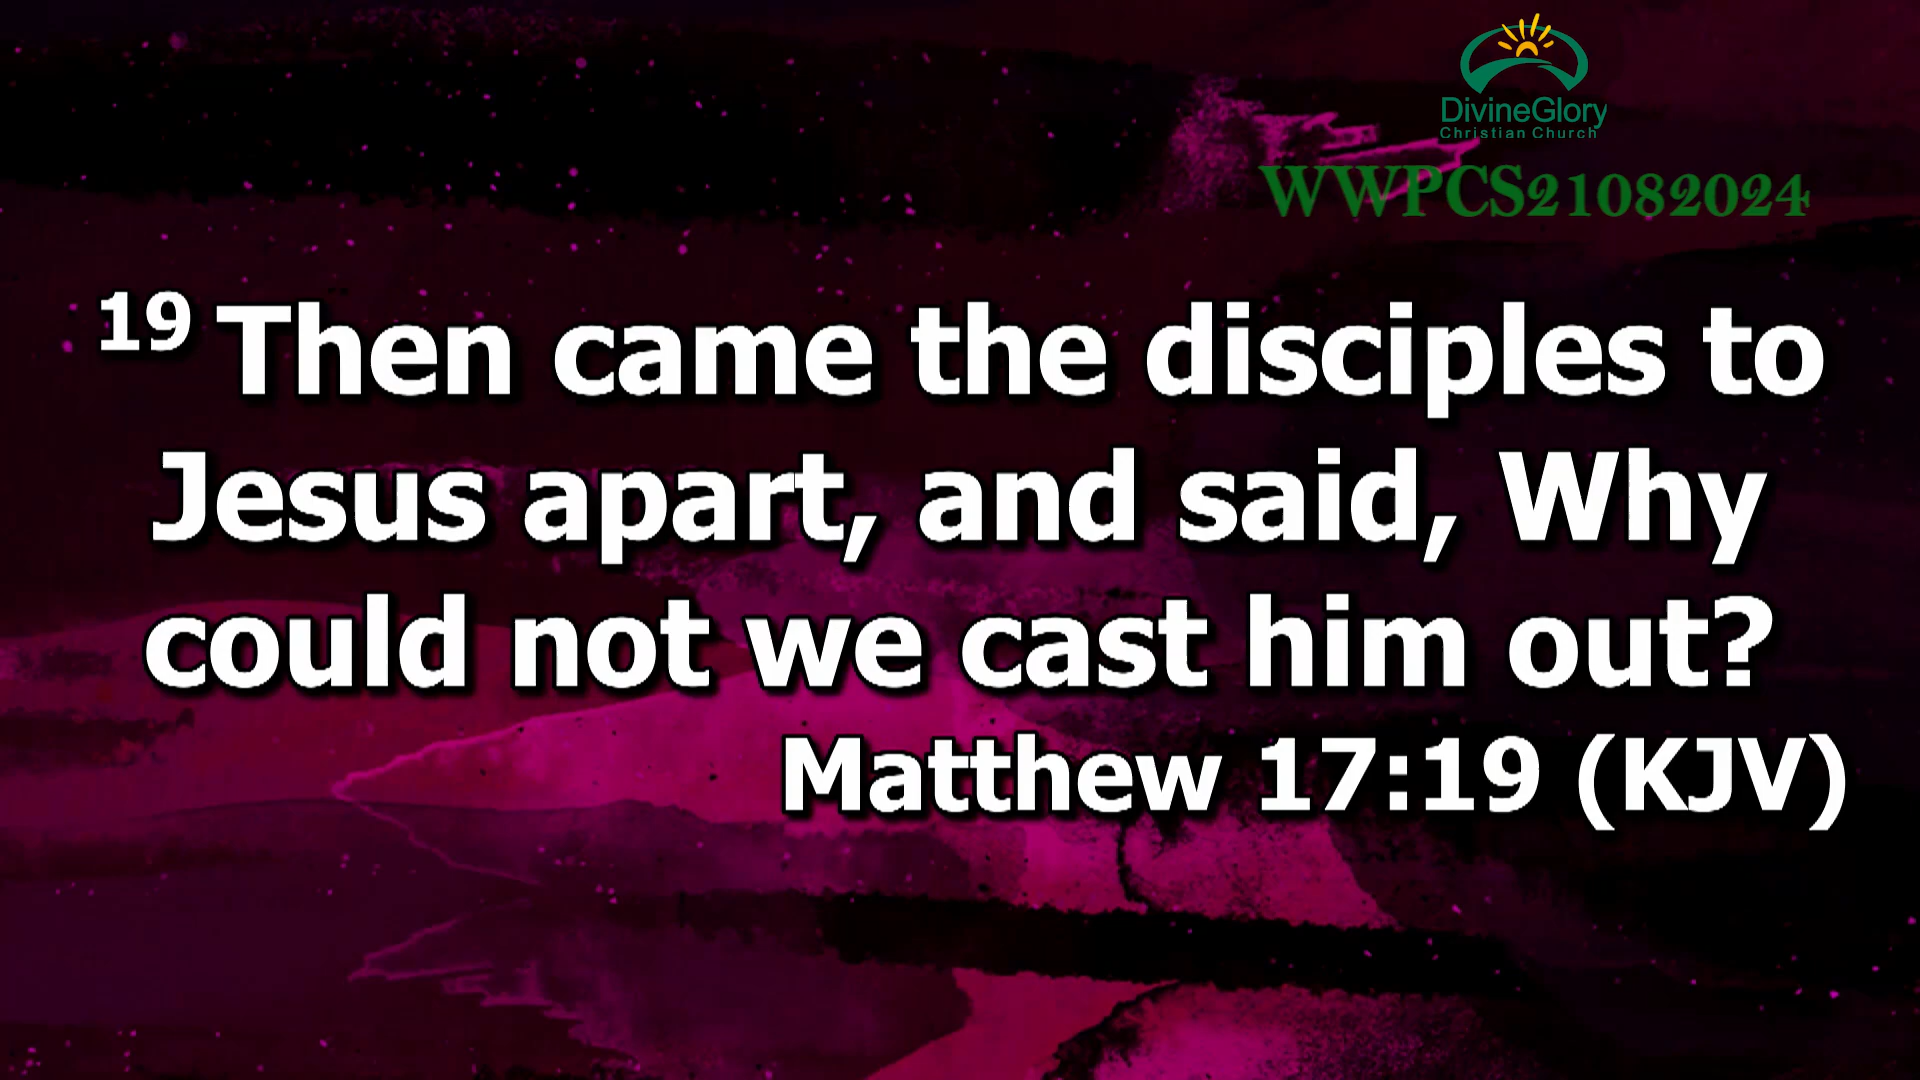 DivineGlory
Christian Church
WWPCS21082024
19 Then came the disciples to
Jesus apart, and said, Why
could not we cast him out?
Matthew 17:19 (KJV)